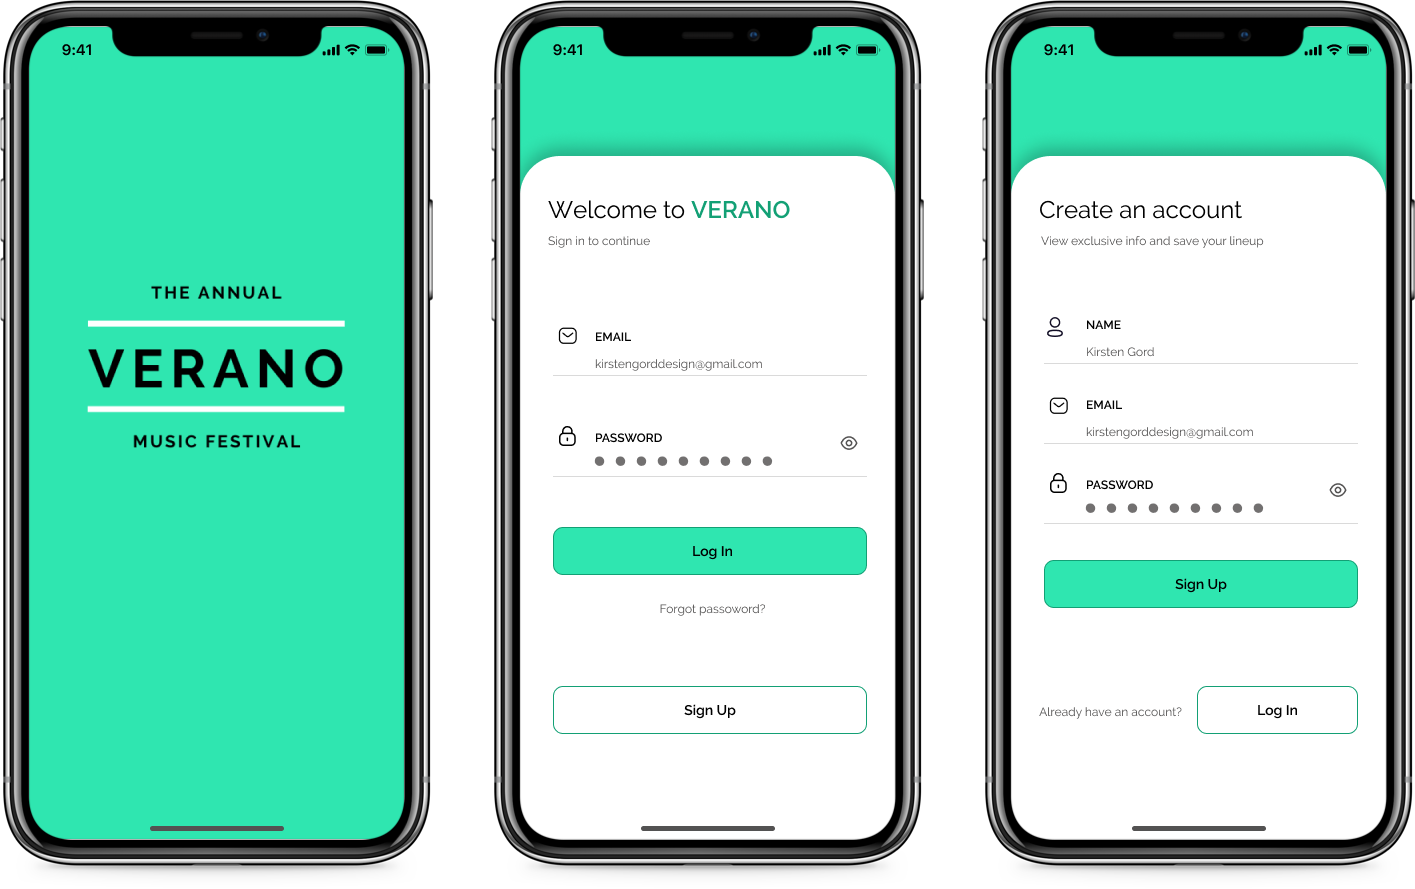 9:41
THE ANNUAL
VERANO
MUSIC FESTIVAL
9:41
Welcome to VERANO
Sign in to continue
EMAIL
kirstengorddesign@gmail.com
PASSWORD
Log In
Forgot passoword?
Sign Up
9:41
Create an account
View exclusive info and save your lineup
NAME
Kirsten Gord
EMAIL
kirstengorddesign@gmail.com
PASSWORD
Sign Up
Already have an account?
Log In